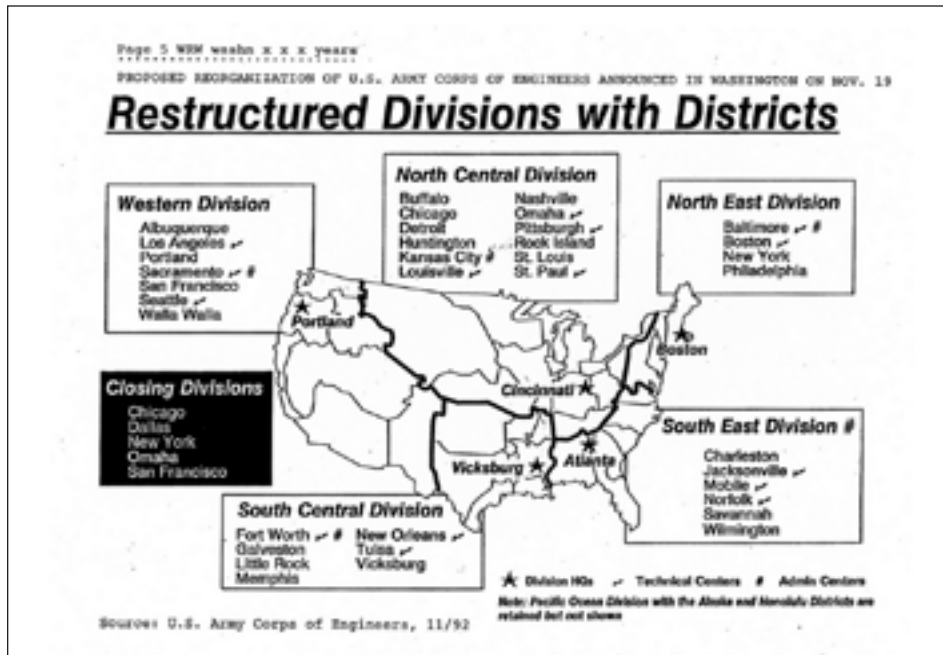 Page 5 WRW washn x x x years
PROPOSED REORGANIZATION OF U.S. ARMY CORPS OF ENGINEERS ANNOUNCED IN WASHINGTON ON NOV. 19
Restructured Divisions with Districts
North Central Division
Buffalo Nashville
Chicago Omaha ✓
Detroit Pittsburgh ✓
Huntington Rock Island
Kansas City # St. Louis
Louisville ✓ St. Paul ✓
Western Division
Albuquerque
Los Angeles ✓
Portland
Sacramento ✓ #
San Francisco
Seattle ✓
Walla Walla
North East Division
Baltimore ✓ #
Boston ✓
New York
Philadelphia
Portland
Boston
Cincinnati
Vicksburg
Atlanta
Closing Divisions
Chicago
Dallas
New York
Omaha
San Francisco
South East Division #
Charleston
Jacksonville ✓
Mobile ✓
Norfolk ✓
Savannah
Wilmington
South Central Division
Fort Worth ✓ # New Orleans ✓
Galveston Tulsa ✓
Little Rock Vicksburg
Memphis
★ Division HQs ✓ Technical Centers # Admin Centers
Note: Pacific Ocean Division with the Alaska and Honolulu Districts are
retained but not shown
Source: U.S. Army Corps of Engineers, 11/92